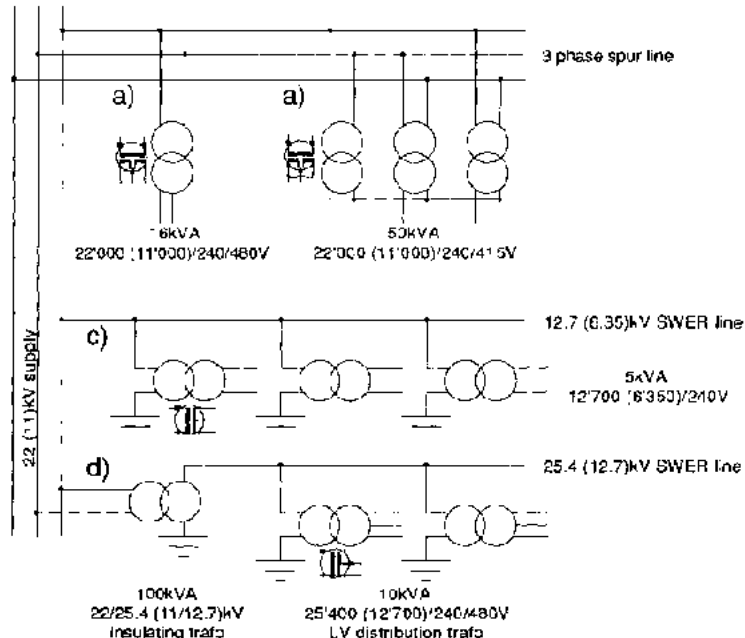 3 phase spur line
a)
a)
16kVA
22'000 (11'000)/240/480V
50kVA
22'000 (11'000)/240/415V
22 (11)kV supply
12.7 (6.35)kV SWER line
c)
5kVA
12'700 (6'350)/240V
d)
25.4 (12.7)kV SWER line
100kVA
22/25.4 (11/12.7)kV
insulating trafo
10kVA
25'400 (12'700)/240/480V
LV distribution trafo